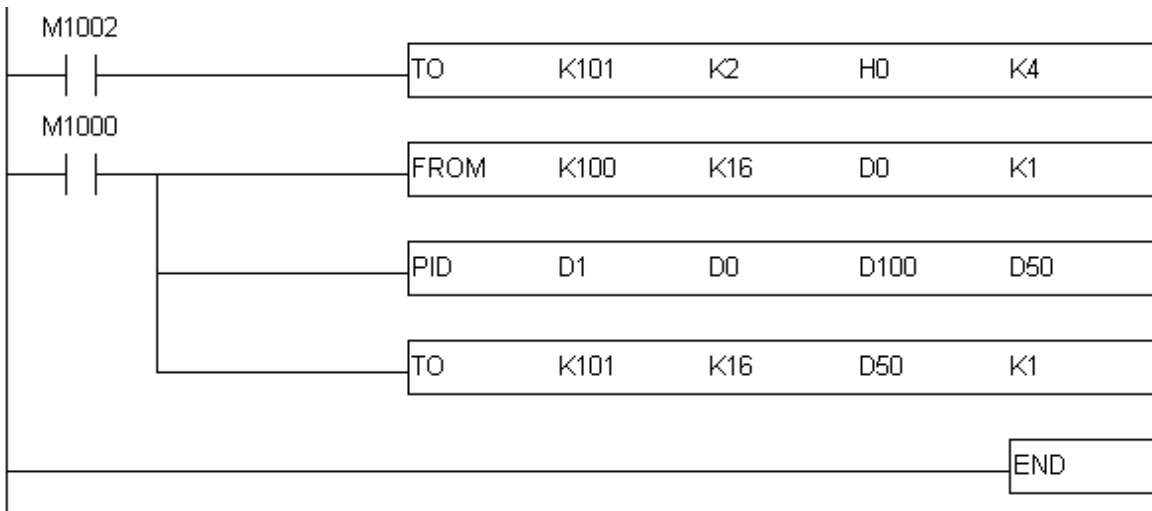 M1002
TO K101 K2 H0 K4
M1000
FROM K100 K16 D0 K1
PID D1 D0 D100 D50
TO K101 K16 D50 K1
END